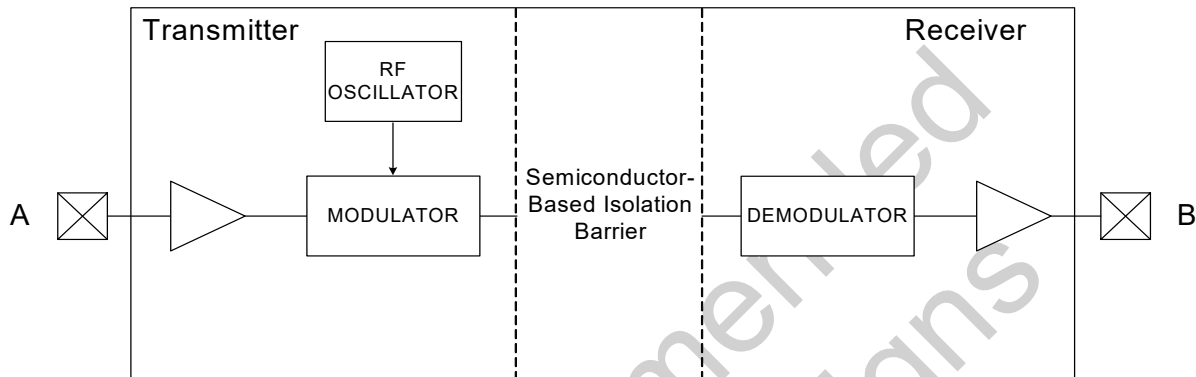 Transmitter
Receiver
RF
OSCILLATOR
A
MODULATOR
Semiconductor-
Based Isolation
Barrier
DEMODULATOR
B